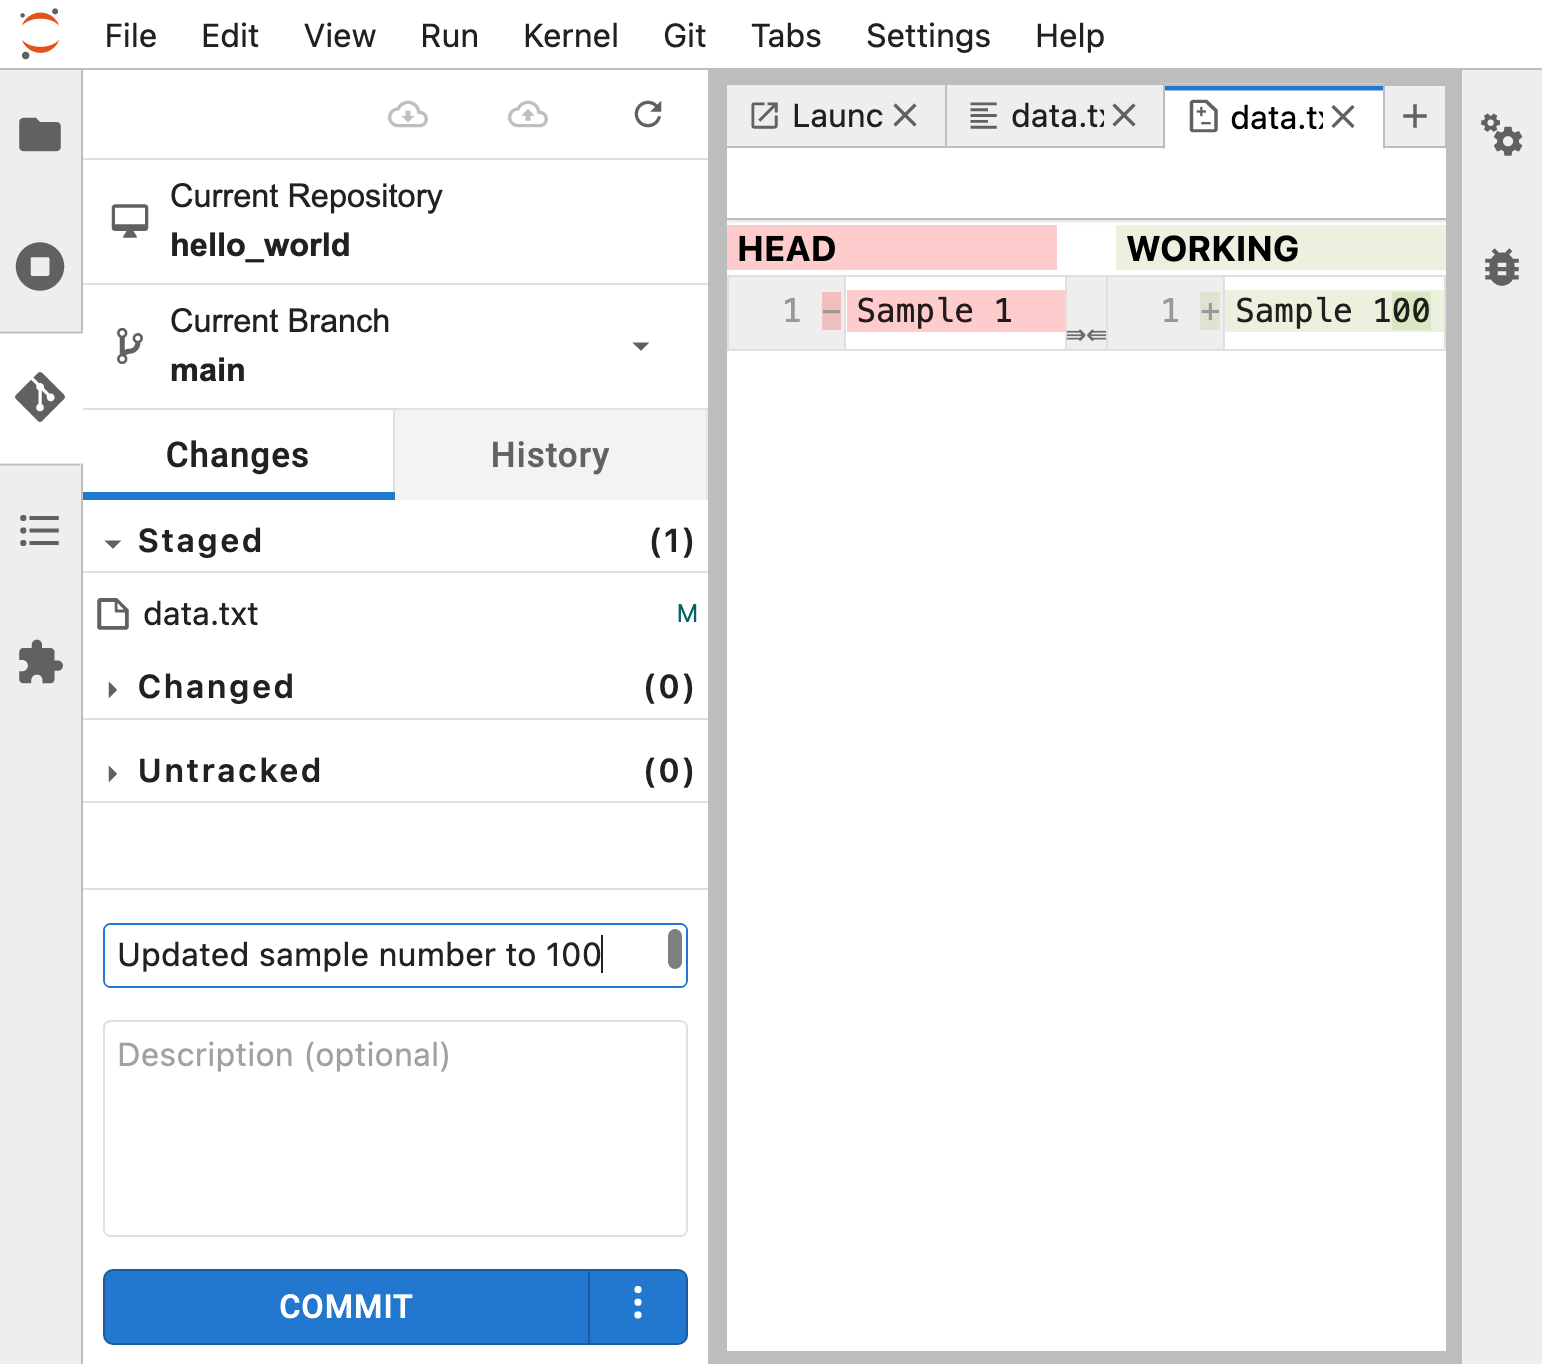 File Edit View Run Kernel Git Tabs Settings Help
Current Repository
hello_world
Current Branch
main
Changes History
Staged (1)
data.txt M
Changed (0)
Untracked (0)
Updated sample number to 100
Description (optional)
COMMIT
Launc data.t data.t
HEAD WORKING
1 - Sample 1 1 + Sample 100